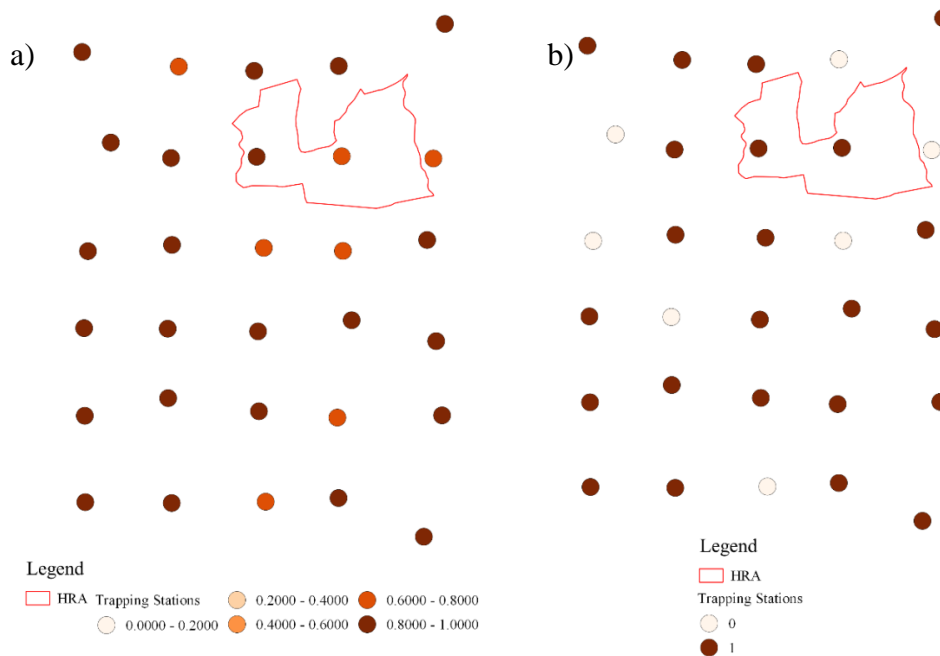 a)
b)
Legend
HRA Trapping Stations
0.2000 - 0.4000 0.6000 - 0.8000
0.0000 - 0.2000 0.4000 - 0.6000 0.8000 - 1.0000
Legend
HRA
Trapping Stations
0
1